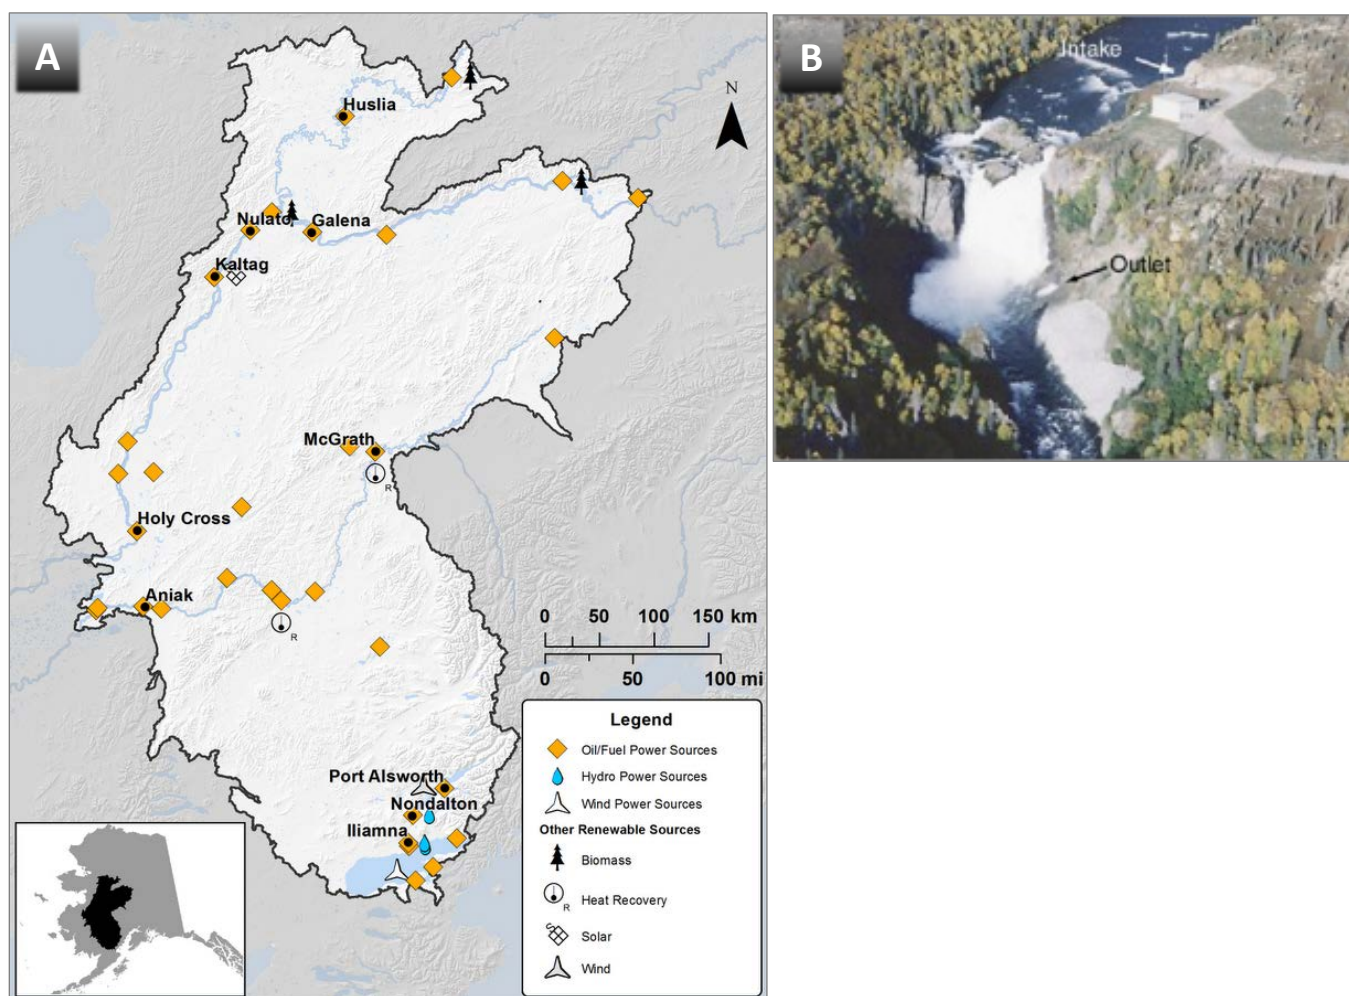 A
N
Huslia
Nulato
Galena
Kaltag
McGrath
R
Holy Cross
Aniak
R
0 50 100 150 km
0 50 100 mi
Port Alsworth
Nondalton
Iliamna
Legend
Oil/Fuel Power Sources
Hydro Power Sources
Wind Power Sources
Other Renewable Sources
Biomass
Heat Recovery
R
Solar
Wind
B
Intake
Outlet